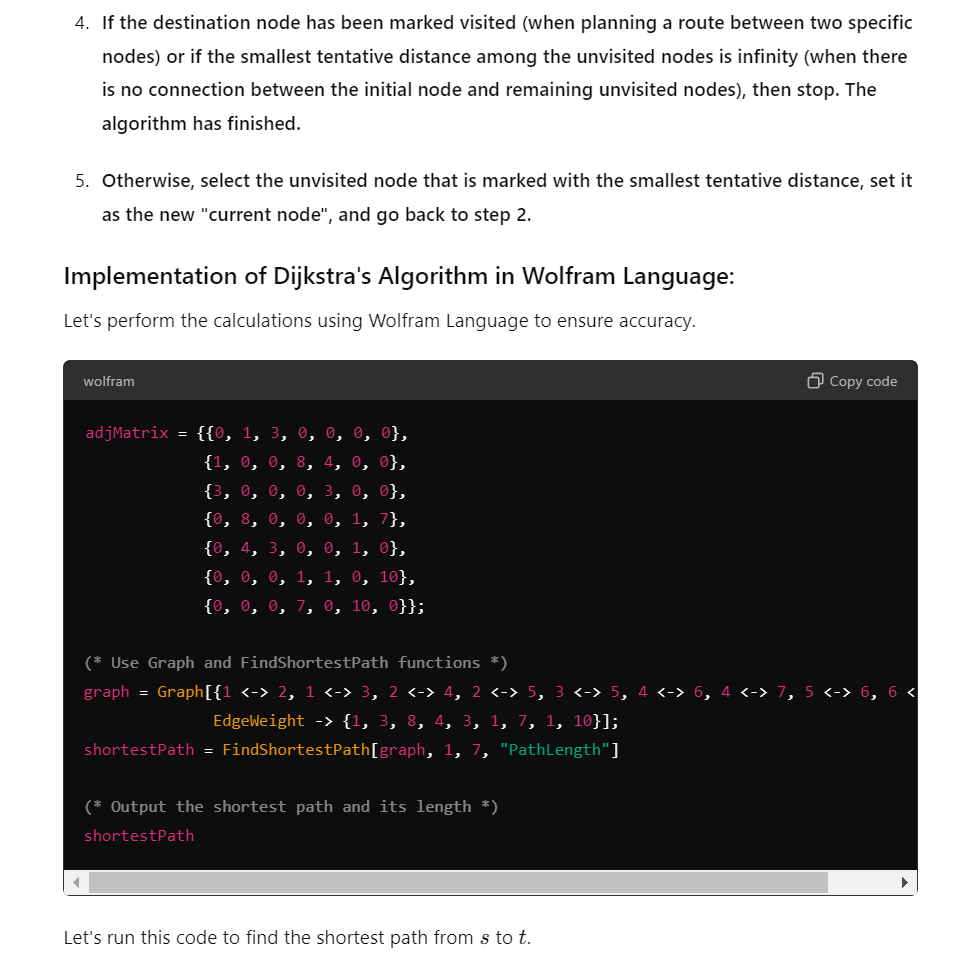 4. If the destination node has been marked visited (when planning a route between two specific
nodes) or if the smallest tentative distance among the unvisited nodes is infinity (when there
is no connection between the initial node and remaining unvisited nodes), then stop. The
algorithm has finished.
5. Otherwise, select the unvisited node that is marked with the smallest tentative distance, set it
as the new "current node", and go back to step 2.
Implementation of Dijkstra's Algorithm in Wolfram Language:
Let's perform the calculations using Wolfram Language to ensure accuracy.
wolfram Copy code
adjMatrix = {{0, 1, 3, 0, 0, 0, 0},
{1, 0, 0, 8, 4, 0, 0},
{3, 0, 0, 0, 3, 0, 0},
{0, 8, 0, 0, 0, 1, 7},
{0, 4, 3, 0, 0, 1, 0},
{0, 0, 0, 1, 1, 0, 10},
{0, 0, 0, 7, 0, 10, 0}};
(* Use Graph and FindShortestPath functions *)
graph = Graph[{1 <-> 2, 1 <-> 3, 2 <-> 4, 2 <-> 5, 3 <-> 5, 4 <-> 6, 4 <-> 7, 5 <-> 6, 6 <
EdgeWeight -> {1, 3, 8, 4, 3, 1, 7, 1, 10}];
shortestPath = FindShortestPath[graph, 1, 7, "PathLength"]
(* Output the shortest path and its length *)
shortestPath
Let's run this code to find the shortest path from s to t.